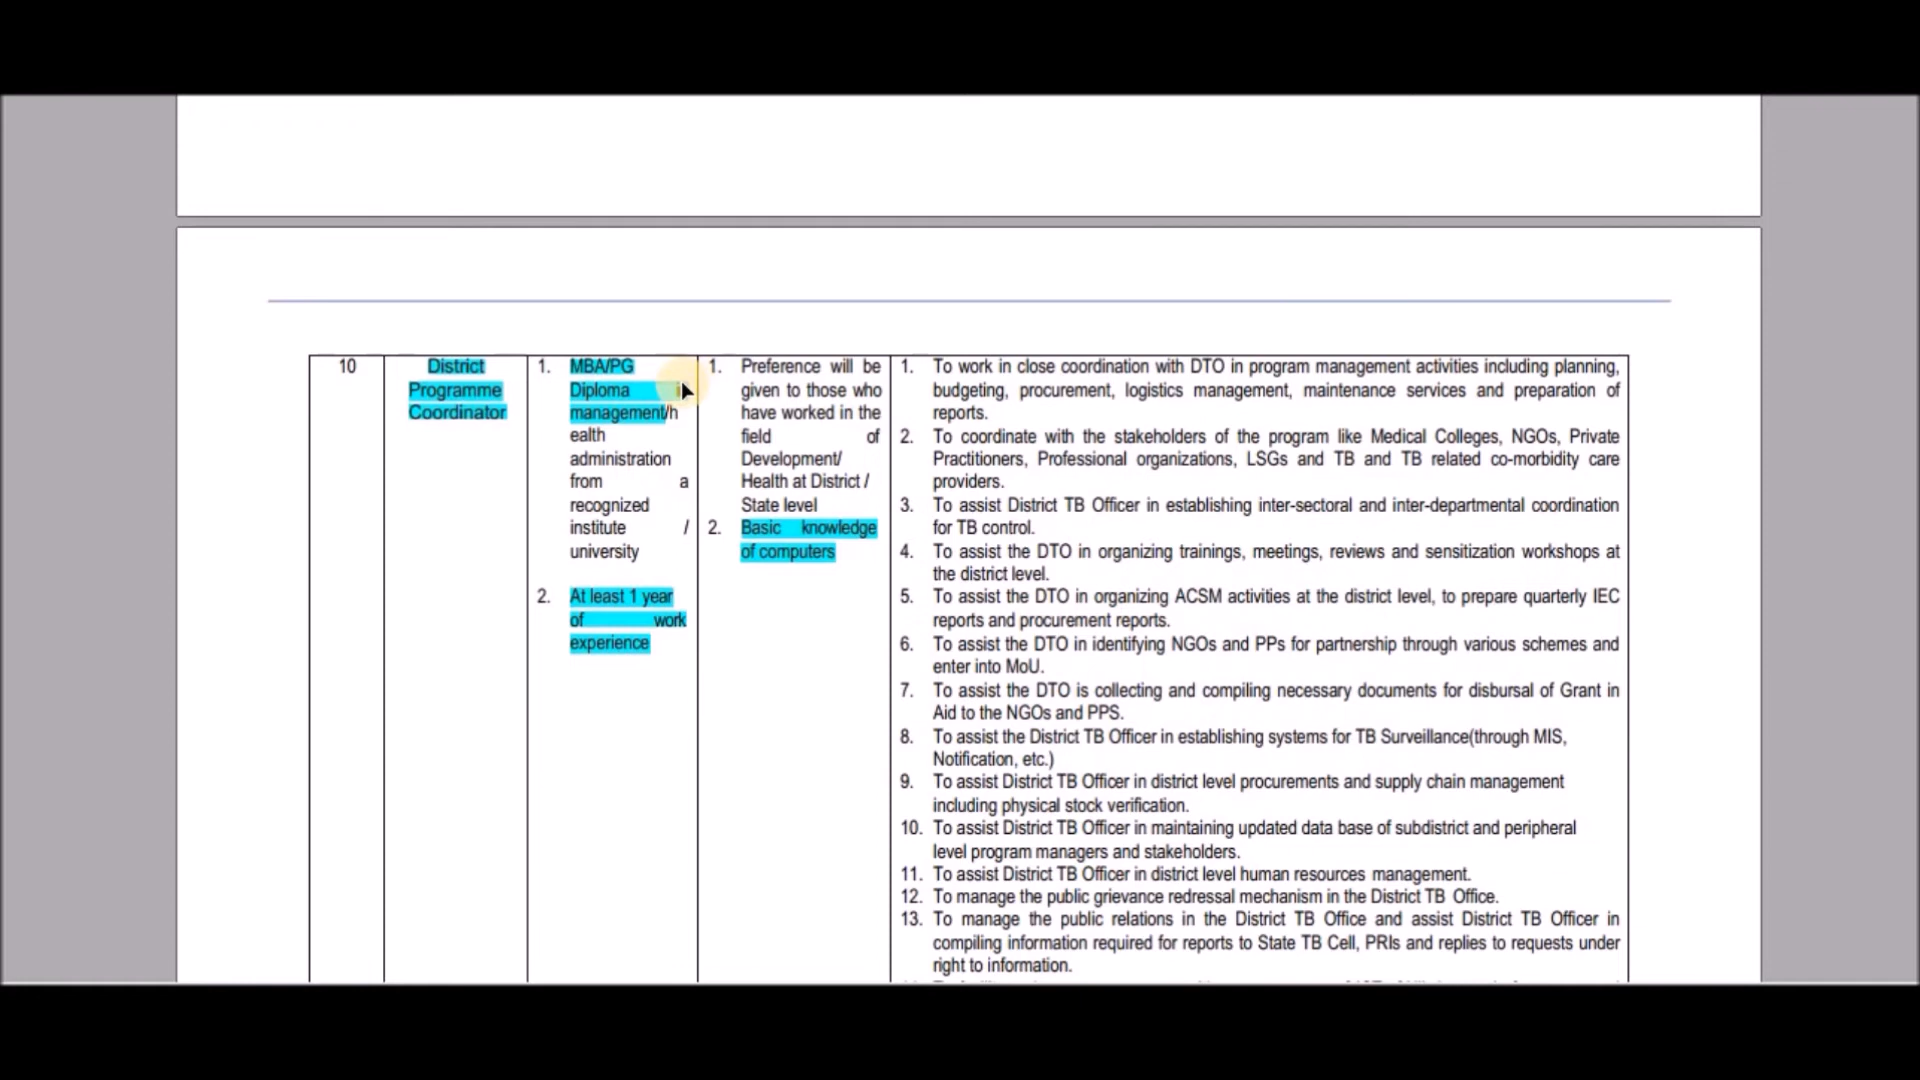 10
District
Programme
Coordinator
1. MBA/PG
Diploma
management/h
ealth
administration
from a
recognized
institute /
university
2. At least 1 year
of work
experience
1. Preference will be
given to those who
have worked in the
field of
Development/
Health at District /
State level
2. Basic knowledge
of computers
1. To work in close coordination with DTO in program management activities including planning,
budgeting, procurement, logistics management, maintenance services and preparation of
reports.
2. To coordinate with the stakeholders of the program like Medical Colleges, NGOs, Private
Practitioners, Professional organizations, LSGs and TB and TB related co-morbidity care
providers.
3. To assist District TB Officer in establishing inter-sectoral and inter-departmental coordination
for TB control.
4. To assist the DTO in organizing trainings, meetings, reviews and sensitization workshops at
the district level.
5. To assist the DTO in organizing ACSM activities at the district level, to prepare quarterly IEC
reports and procurement reports.
6. To assist the DTO in identifying NGOs and PPs for partnership through various schemes and
enter into MoU.
7. To assist the DTO is collecting and compiling necessary documents for disbursal of Grant in
Aid to the NGOs and PPS.
8. To assist the District TB Officer in establishing systems for TB Surveillance(through MIS,
Notification, etc.)
9. To assist District TB Officer in district level procurements and supply chain management
including physical stock verification.
10. To assist District TB Officer in maintaining updated data base of subdistrict and peripheral
level program managers and stakeholders.
11. To assist District TB Officer in district level human resources management.
12. To manage the public grievance redressal mechanism in the District TB Office.
13. To manage the public relations in the District TB Office and assist District TB Officer in
compiling information required for reports to State TB Cell, PRIs and replies to requests under
right to information.